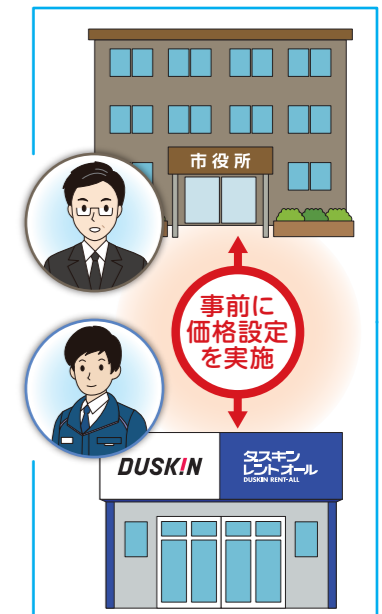 市役所
事前に
価格設定
を実施
DUSKIN
ダスキン
レントオール
DUSKIN RENT-ALL